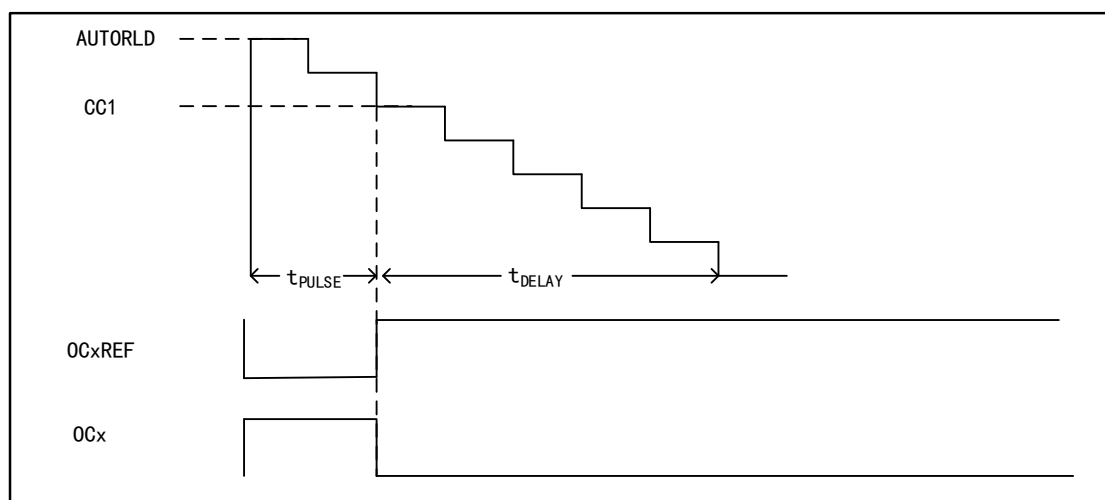 AUTORLD
CC1
tPULSE
tDELAY
OCxREF
OCx